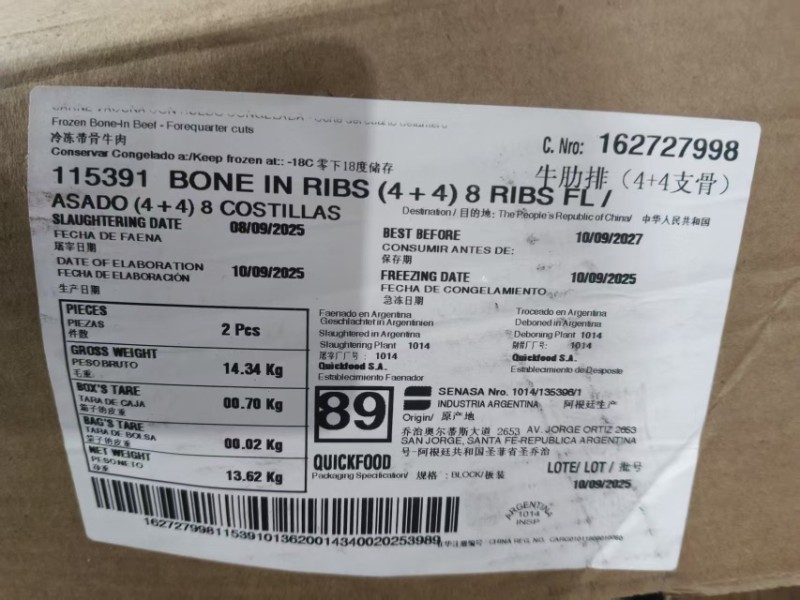 Frozen Bone-In Beef - Forequarter cuts
冷冻带骨牛肉
Conservar Congelado a:/Keep frozen at:: -18C 零下18度储存
C. Nro: 162727998
115391 BONE IN RIBS (4+4) 8 RIBS FL / 牛肋排 (4+4支骨)
ASADO (4+4) 8 COSTILLAS
Destination/ 目的地: The People's Republic of China/ 中华人民共和国
SLAUGHTERING DATE 08/09/2025
FECHA DE FAENA
屠宰日期
BEST BEFORE 10/09/2027
CONSUMIR ANTES DE:
保存期
DATE OF ELABORATION
FECHA DE ELABORACIÓN 10/09/2025
生产日期
FREEZING DATE 10/09/2025
FECHA DE CONGELAMIENTO
急冻日期
PIECES
PIEZAS 2 Pcs
件数
GROSS WEIGHT
PESO BRUTO 14.34 Kg
毛重
BOX'S TARE
TARA DE CAJA 00.70 Kg
箱子的皮重
BAG'S TARE
TARA DE BOLSA 00.02 Kg
袋子的皮重
NET WEIGHT
PESO NETO 13.62 Kg
净重
Faenado en Argentina
Geschlachtet in Argentinien
Slaughtered in Argentina
Slaughtering Plant 1014
屠宰厂厂号: 1014
Quickfood S.A.
Establecimiento Faenador
Troceado en Argentina
Deboned in Argentina
Deboning Plant 1014
1014
Quickfood S.A.
Establecimiento de Desposte
89
QUICKFOOD
SENASA Nro. 1014/135396/1
INDUSTRIA ARGENTINA 阿根廷生产
Origin/ 原产地
乔治奥尔蒂斯大道 2653 AV. JORGE ORTIZ 2653
SAN JORGE, SANTA FE-REPUBLICA ARGENTINA
号-阿根廷共和国圣菲省圣乔治
Packaging Specification/ 规格 : BLOCK/板装
LOTE/ LOT / 批号
10/09/2025
ARGENTINA
1014
INSP
162727998115391013620014340020253989
华注册编号: CHINA REG. NO.